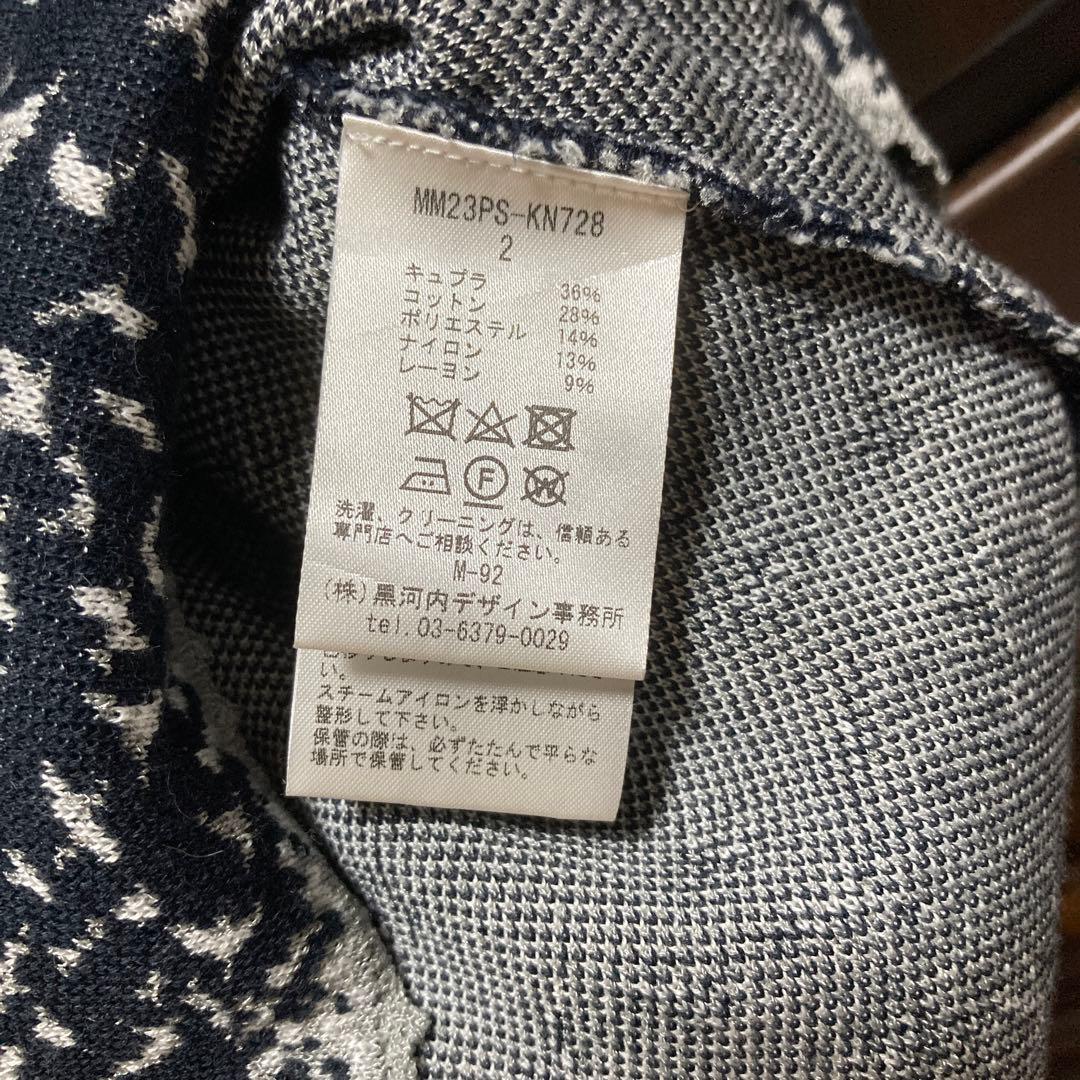 MM23PS-KN728
2
キュプラ 36%
コットン 28%
ポリエステル 14%
ナイロン 13%
レーヨン 9%
F
W
洗濯、クリーニングは、信頼ある
専門店へご相談ください。
M-92
(株)黒河内デザイン事務所
tel.03-6379-0029
い。
スチームアイロンを浮かしながら
整形して下さい。
保管の際は、必ずたたんで平らな
場所で保管してください。